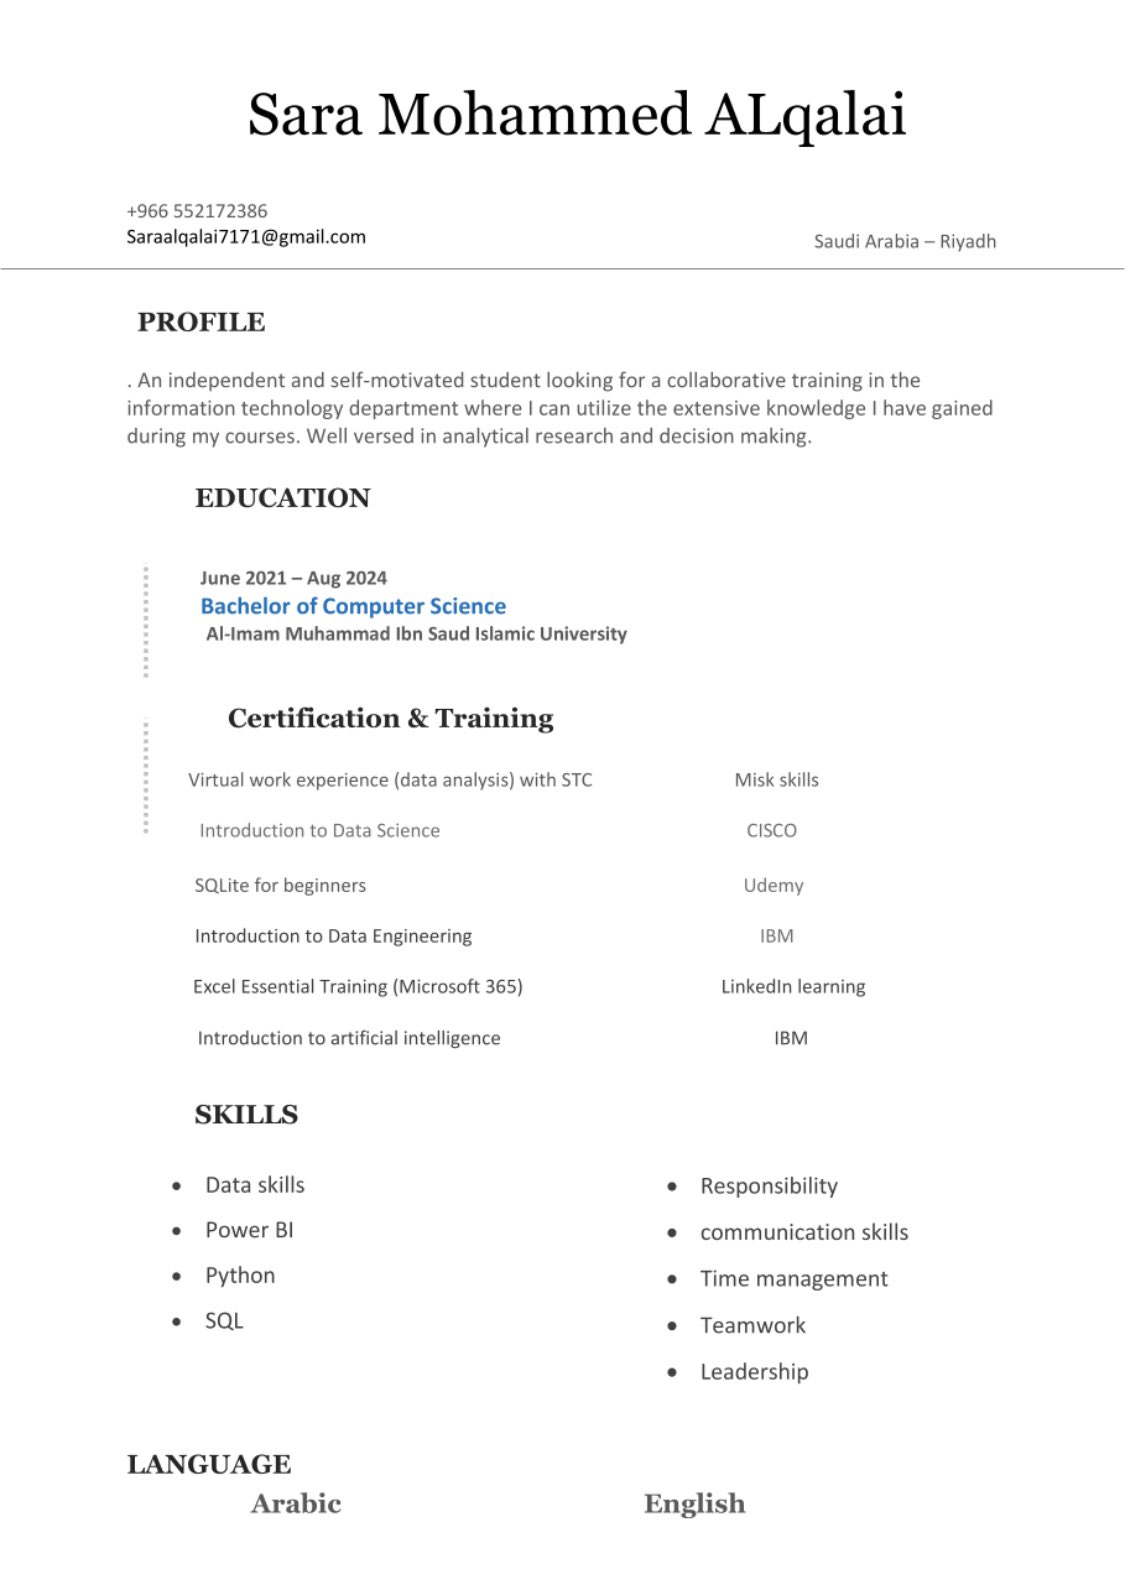 Sara Mohammed ALqalai
+966 552172386
Saraalqalai7171@gmail.com
Saudi Arabia – Riyadh
PROFILE
. An independent and self-motivated student looking for a collaborative training in the
information technology department where I can utilize the extensive knowledge I have gained
during my courses. Well versed in analytical research and decision making.
EDUCATION
June 2021 – Aug 2024
Bachelor of Computer Science
Al-Imam Muhammad Ibn Saud Islamic University
Certification & Training
Virtual work experience (data analysis) with STC Misk skills
Introduction to Data Science CISCO
SQLite for beginners Udemy
Introduction to Data Engineering IBM
Excel Essential Training (Microsoft 365) LinkedIn learning
Introduction to artificial intelligence IBM
SKILLS
• Data skills
• Power BI
• Python
• SQL
• Responsibility
• communication skills
• Time management
• Teamwork
• Leadership
LANGUAGE
Arabic English